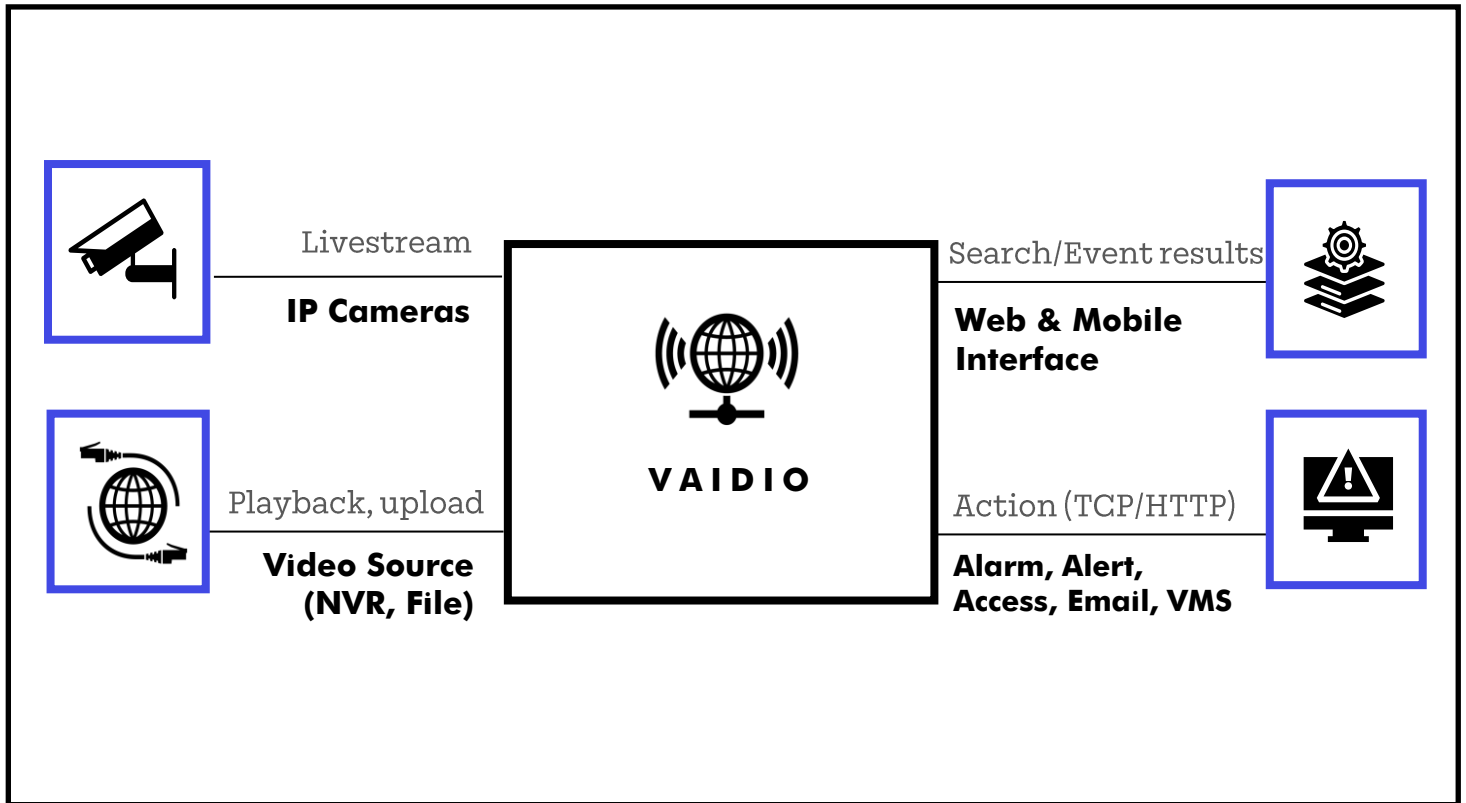 Livestream
IP Cameras
Playback, upload
Video Source
(NVR, File)
VAIDIO
Search/Event results
Web & Mobile
Interface
Action (TCP/HTTP)
Alarm, Alert,
Access, Email, VMS